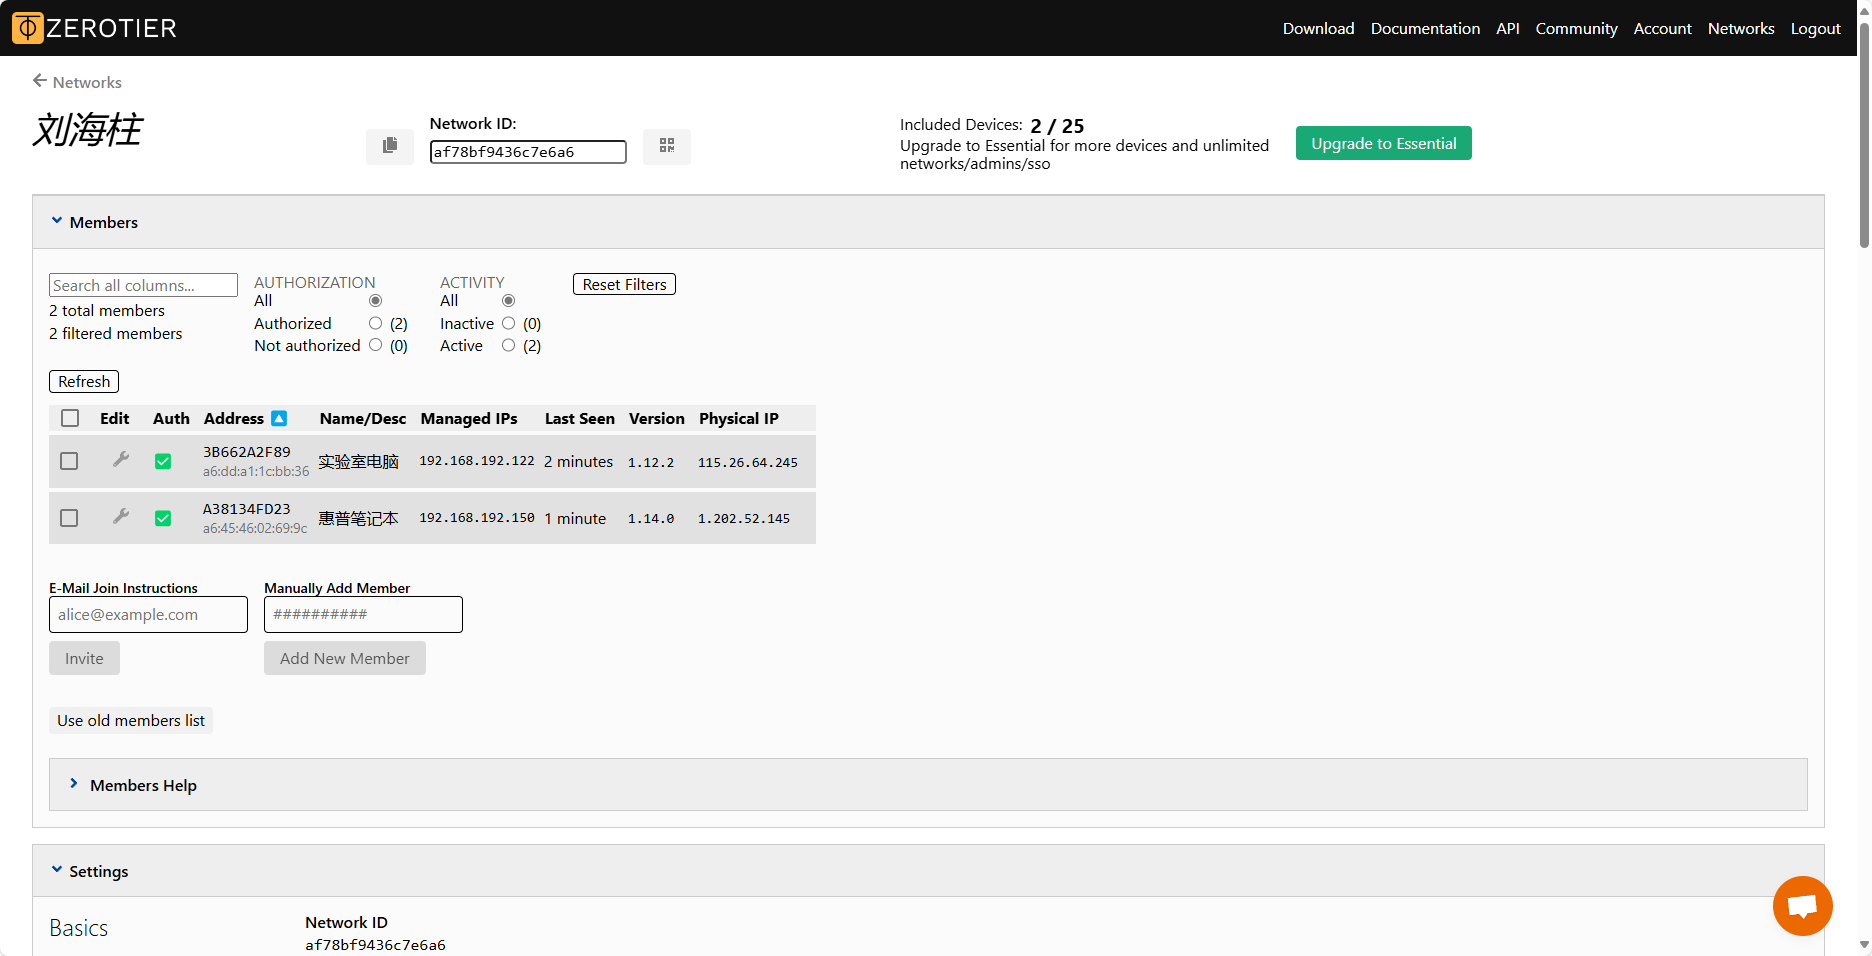 ZEROTIER
Download Documentation API Community Account Networks Logout
Networks
刘海柱
Network ID:
af78bf9436c7e6a6
Included Devices: 2 / 25
Upgrade to Essential for more devices and unlimited
networks/admins/sso
Upgrade to Essential
Members
Search all columns...
2 total members
2 filtered members
AUTHORIZATION
All
Authorized (2)
Not authorized (0)
ACTIVITY
All
Inactive (0)
Active (2)
Reset Filters
Refresh
Edit Auth Address Name/Desc Managed IPs Last Seen Version Physical IP
3B662A2F89
a6:dd:a1:1c:bb:36
实验室电脑 192.168.192.122 2 minutes 1.12.2 115.26.64.245
A38134FD23
a6:45:46:02:69:9c
惠普笔记本 192.168.192.150 1 minute 1.14.0 1.202.52.145
E-Mail Join Instructions
alice@example.com
Invite
Manually Add Member
##########
Add New Member
Use old members list
Members Help
Settings
Basics
Network ID
af78bf9436c7e6a6